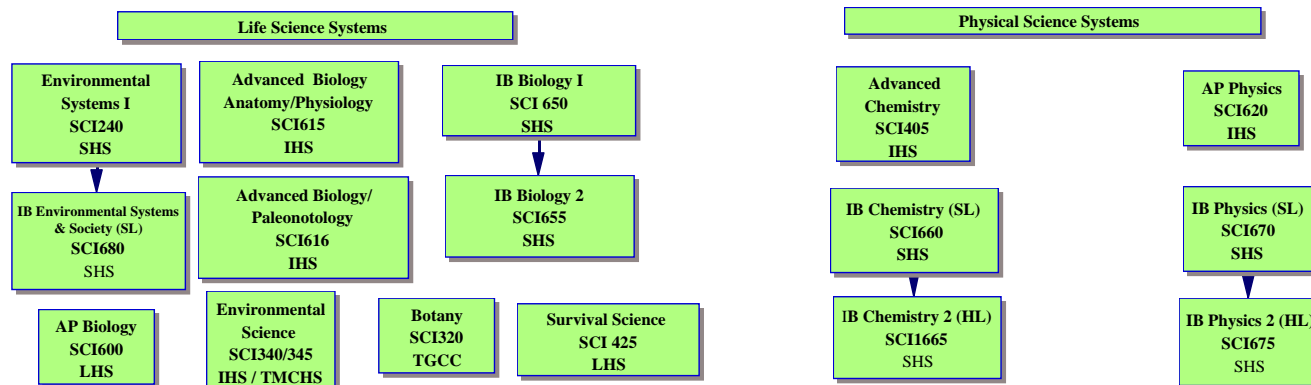 Life Science Systems
Physical Science Systems
Environmental
Systems I
SCI240
SHS
Advanced  Biology
Anatomy/Physiology
SCI615
IHS
IB Biology I
SCI 650
SHS
Advanced
Chemistry
SCI405
IHS
AP Physics
SCI620
IHS
IB Environmental Systems
& Society (SL)
SCI680
SHS
Advanced Biology/
Paleonotology
SCI616
IHS
IB Biology 2
SCI655
SHS
IB Chemistry (SL)
SCI660
SHS
IB Physics (SL)
SCI670
SHS
AP Biology
SCI600
LHS
Environmental
Science
SCI340/345
IHS / TMCHS
Botany
SCI320
TGCC
Survival Science
SCI 425
LHS
IB Chemistry 2 (HL)
SCI1665
SHS
IB Physics 2 (HL)
SCI675
SHS